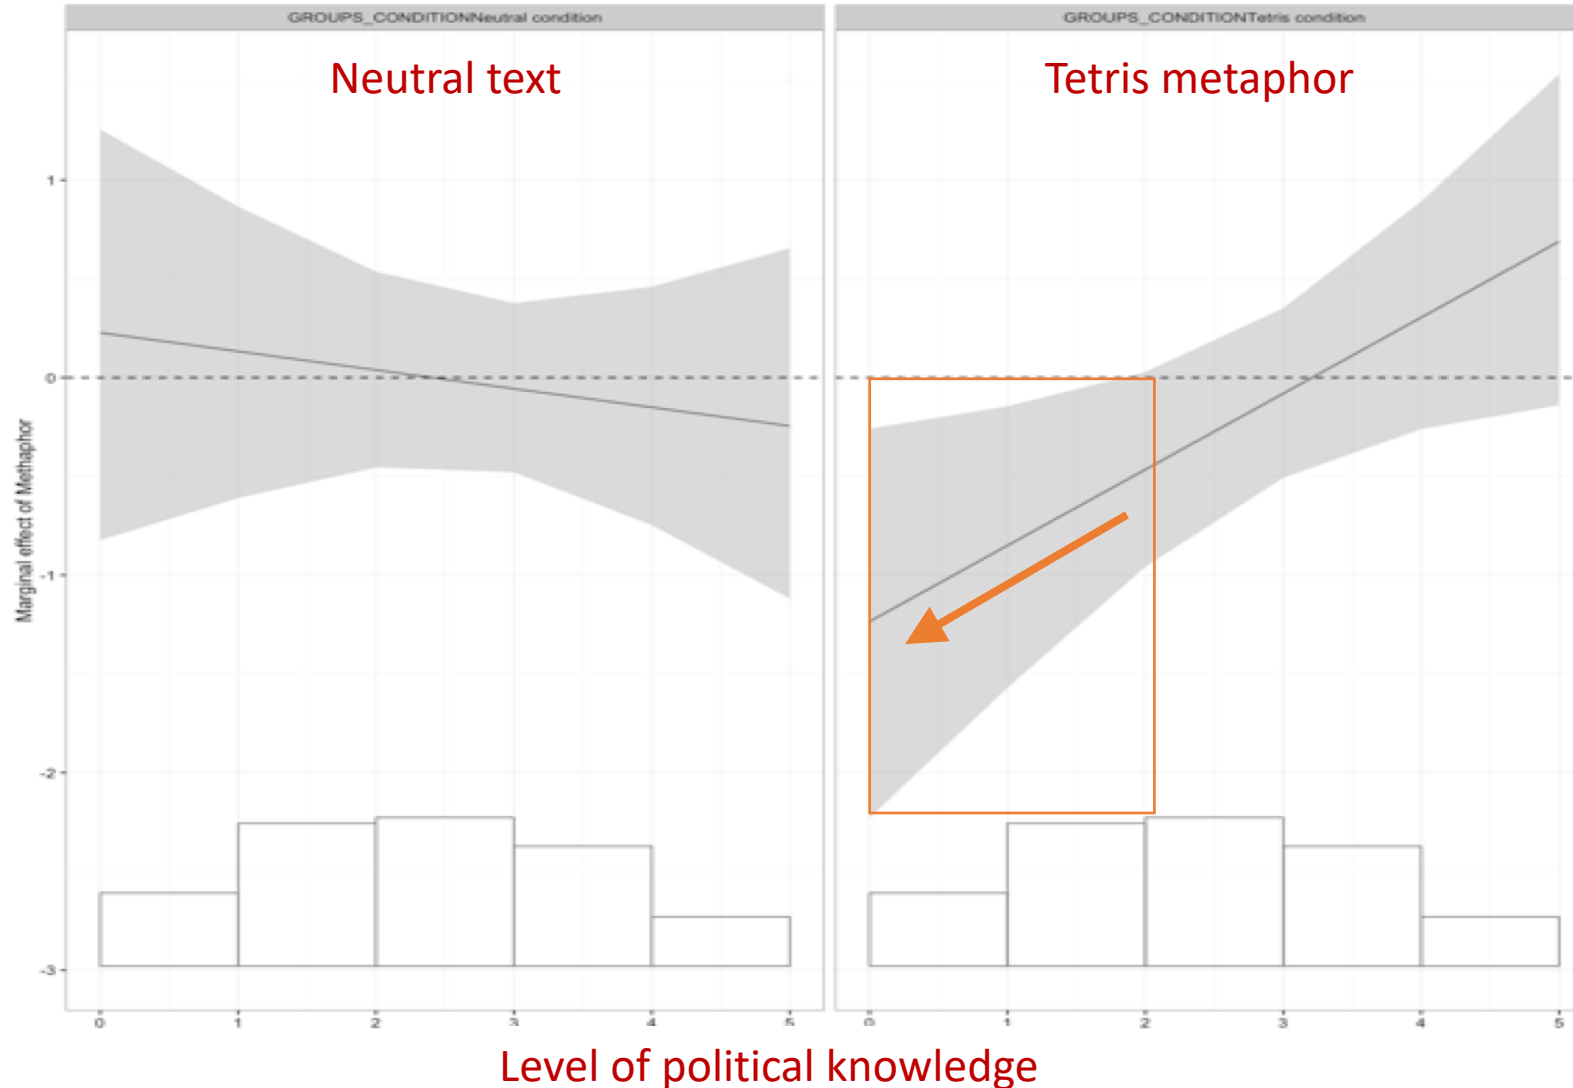 GROUPS_CONDITIONNeutral condition
GROUPS_CONDITIONTetris condition
Neutral text
Tetris metaphor
1
0
-1
-2
-3
Marginal effect of Methaphor
0 1 2 3 4 5
0 1 2 3 4 5
Level of political knowledge